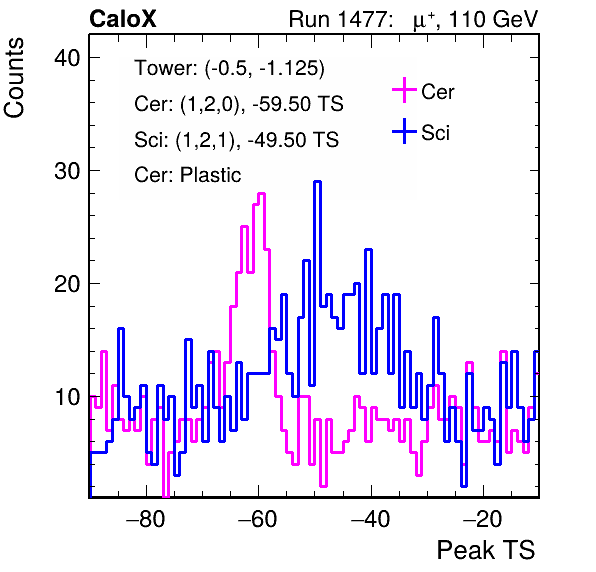 CaloX Run 1477: μ⁺, 110 GeV
Counts
Tower: (-0.5, -1.125)
Cer: (1,2,0), -59.50 TS
Sci: (1,2,1), -49.50 TS
Cer: Plastic
Cer
Sci
40
30
20
10
−80 −60 −40 −20
Peak TS